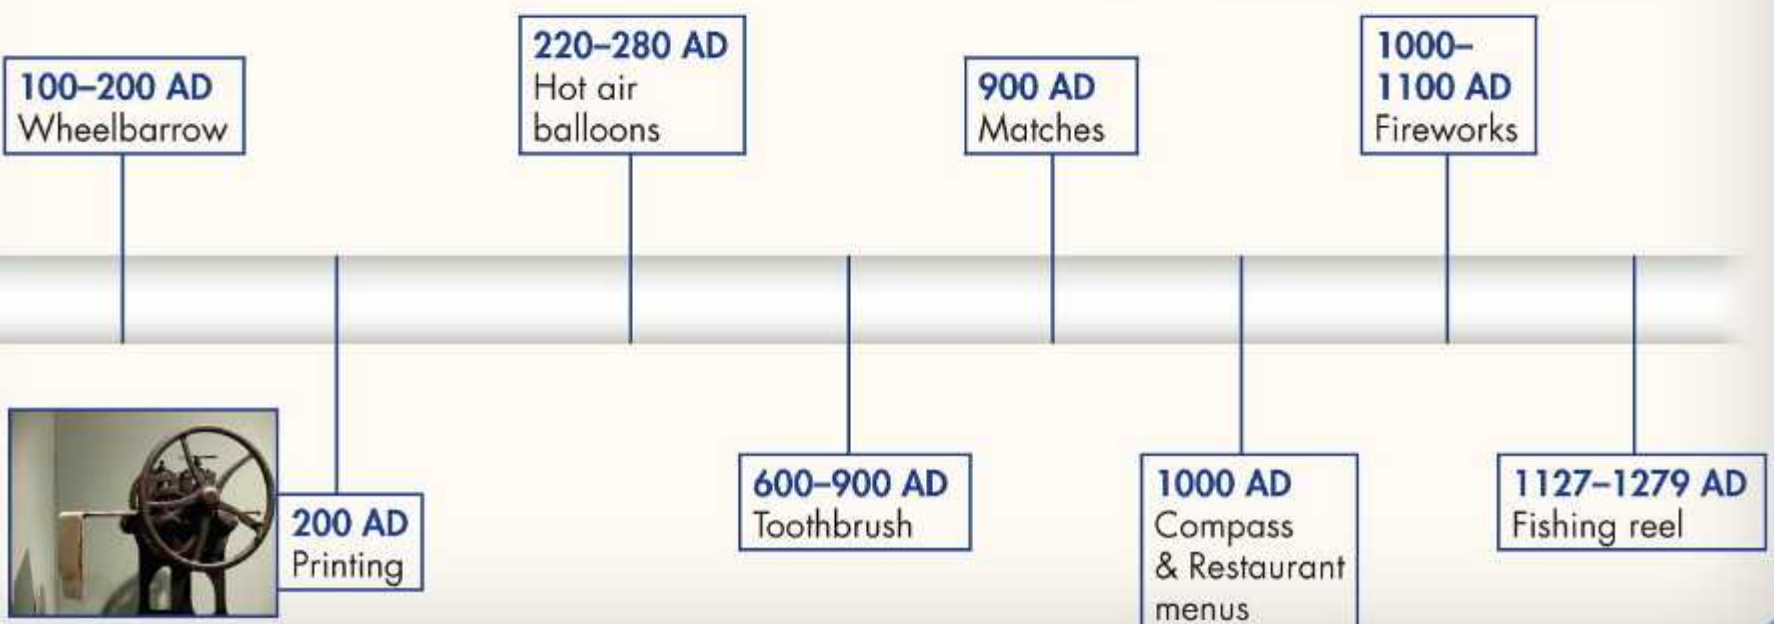 100–200 AD
Wheelbarrow
200 AD
Printing
220–280 AD
Hot air
balloons
600–900 AD
Toothbrush
900 AD
Matches
1000 AD
Compass
& Restaurant
menus
1000–
1100 AD
Fireworks
1127–1279 AD
Fishing reel